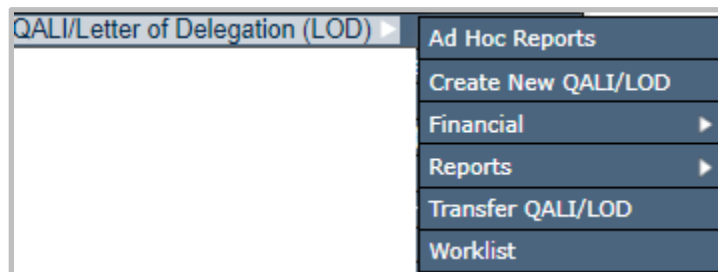 QALI/Letter of Delegation (LOD)
Ad Hoc Reports
Create New QALI/LOD
Financial
Reports
Transfer QALI/LOD
Worklist